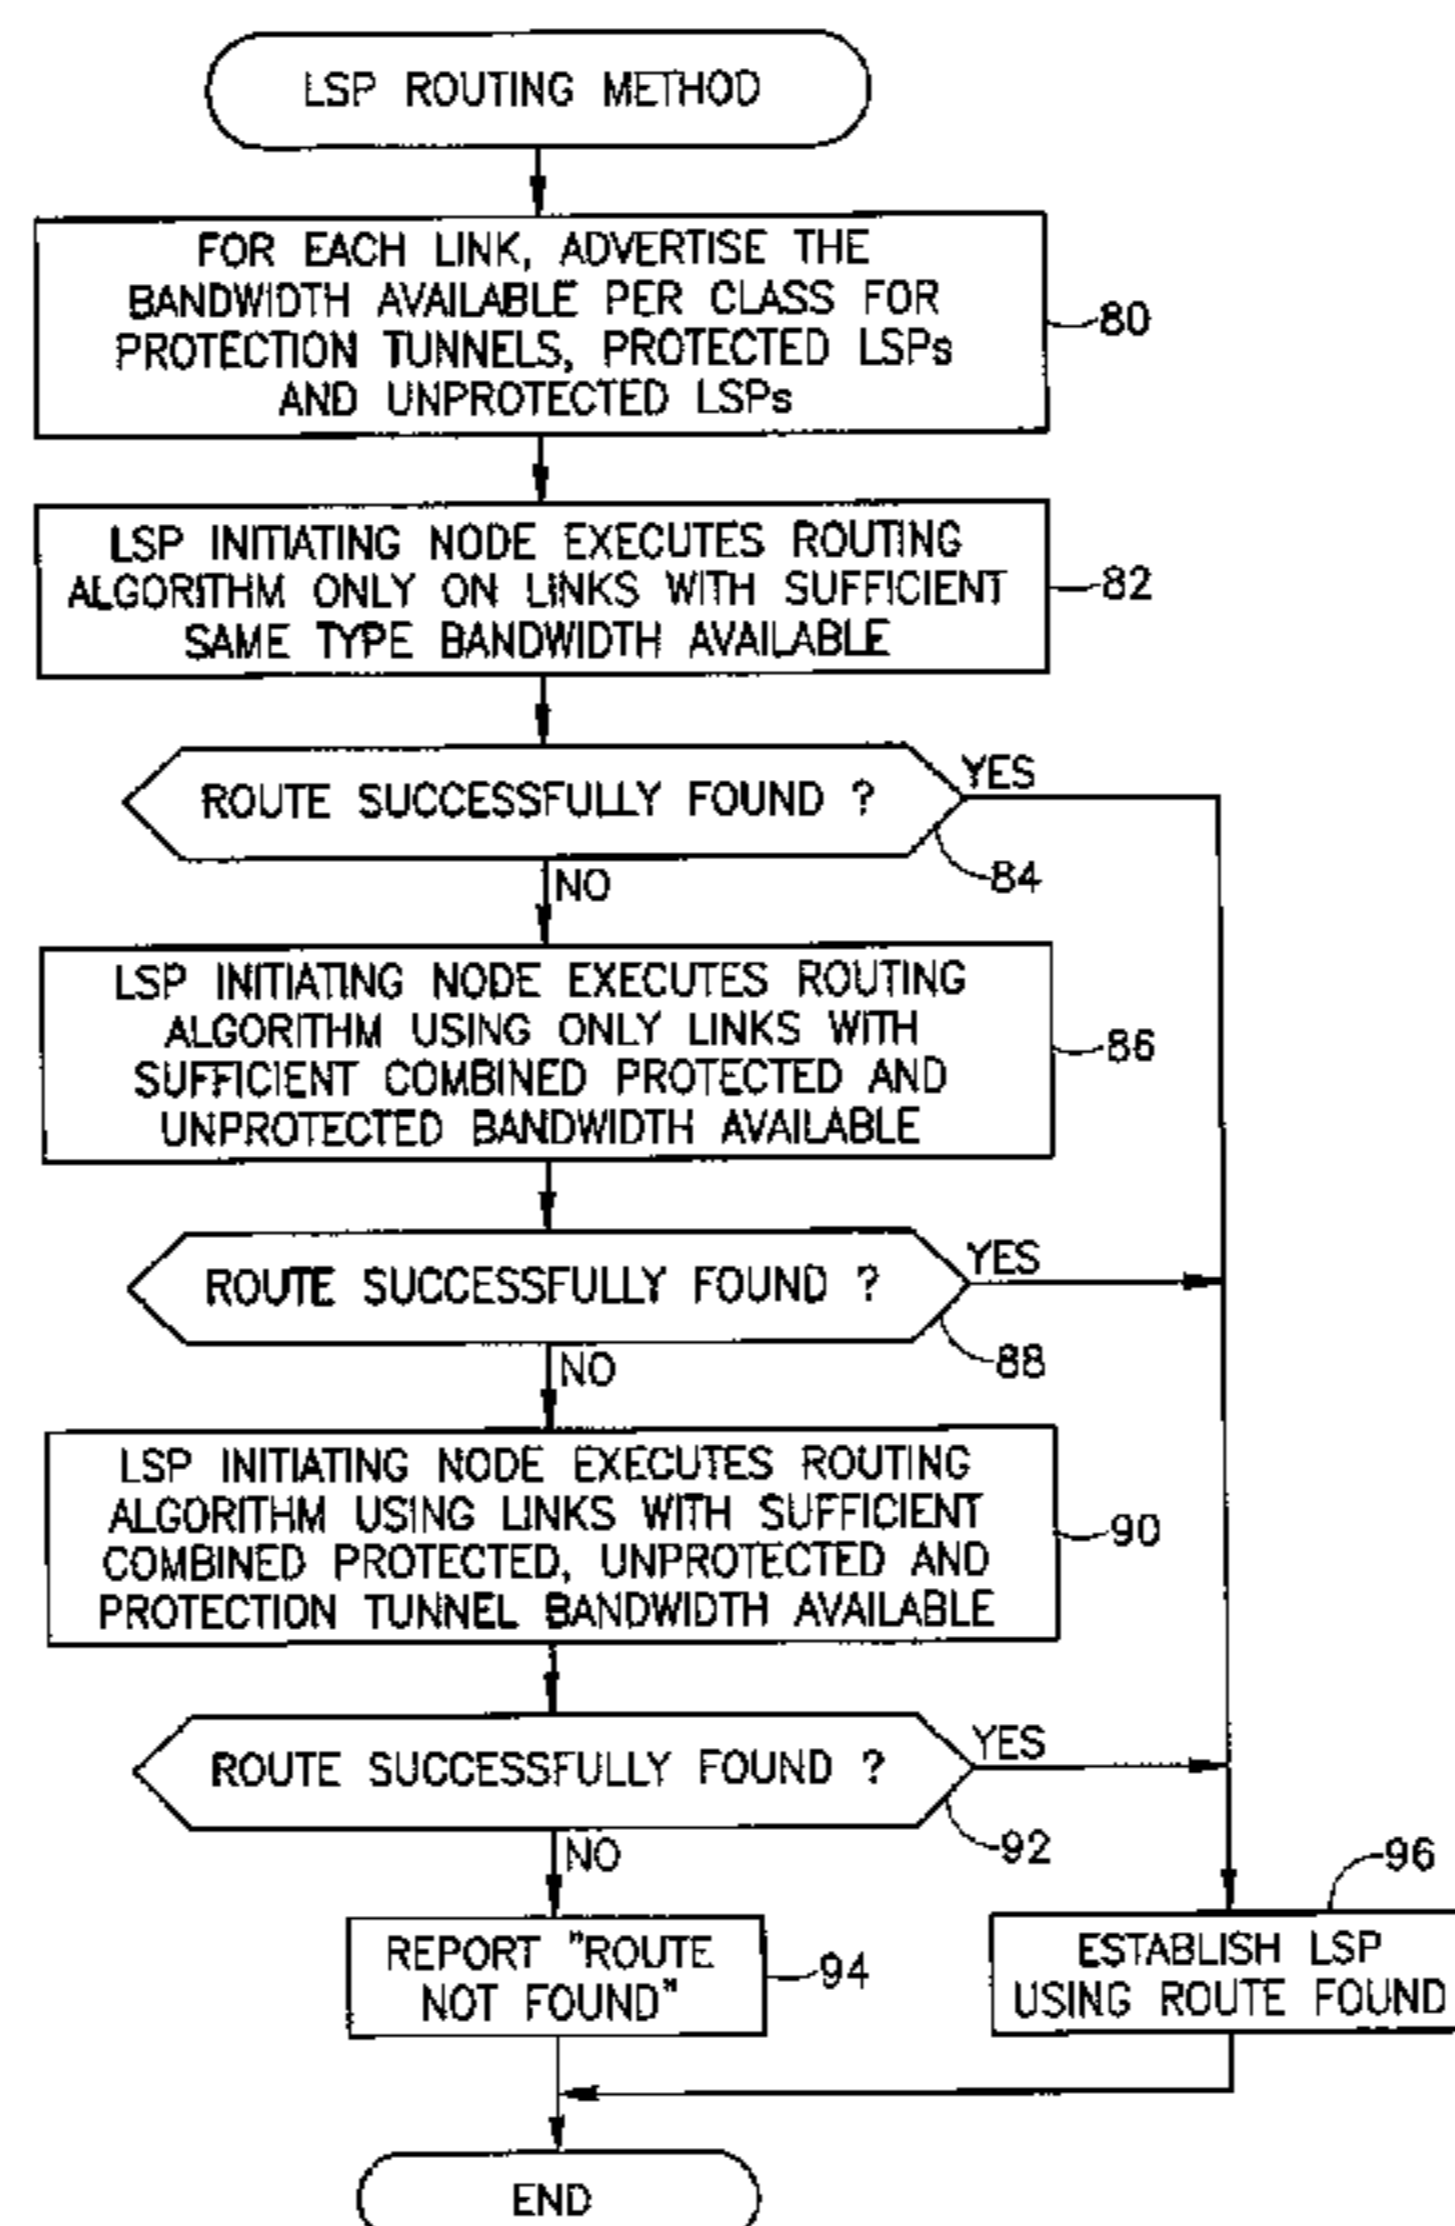 LSP ROUTING METHOD
FOR EACH LINK, ADVERTISE THE
BANDWIDTH AVAILABLE PER CLASS FOR
PROTECTION TUNNELS, PROTECTED LSPs
AND UNPROTECTED LSPs
80
LSP INITIATING NODE EXECUTES ROUTING
ALGORITHM ONLY ON LINKS WITH SUFFICIENT
SAME TYPE BANDWIDTH AVAILABLE
82
ROUTE SUCCESSFULLY FOUND ?
YES
84
NO
LSP INITIATING NODE EXECUTES ROUTING
ALGORITHM USING ONLY LINKS WITH
SUFFICIENT COMBINED PROTECTED AND
UNPROTECTED BANDWIDTH AVAILABLE
86
ROUTE SUCCESSFULLY FOUND ?
YES
88
NO
LSP INITIATING NODE EXECUTES ROUTING
ALGORITHM USING LINKS WITH SUFFICIENT
COMBINED PROTECTED, UNPROTECTED AND
PROTECTION TUNNEL BANDWIDTH AVAILABLE
90
ROUTE SUCCESSFULLY FOUND ?
YES
92
NO
96
REPORT "ROUTE
NOT FOUND"
94
ESTABLISH LSP
USING ROUTE FOUND
END